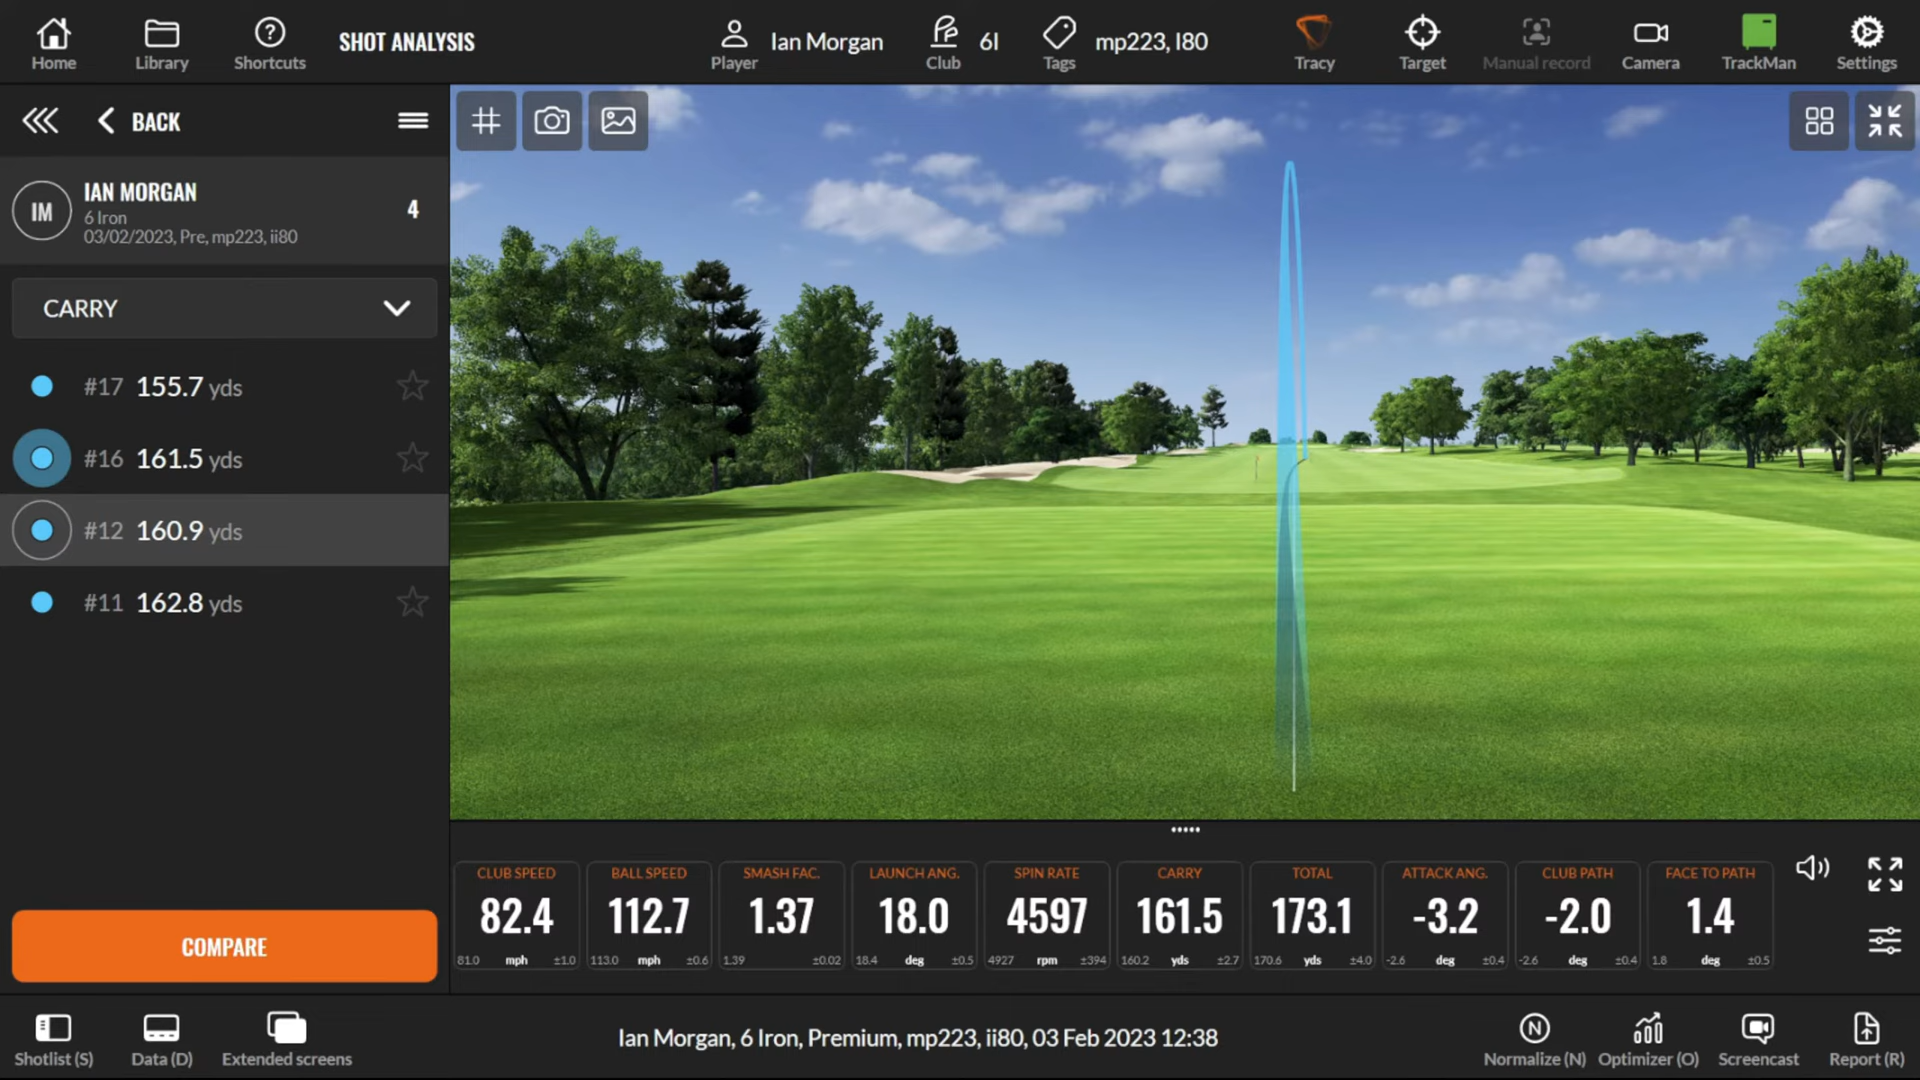 Home
Library
Shortcuts
SHOT ANALYSIS
Player
Ian Morgan
Club
6I
Tags
mp223, I80
Tracy
Target
Manual record
Camera
TrackMan
Settings
BACK
IM
IAN MORGAN
6 Iron
03/02/2023, Pre, mp223, ii80
4
CARRY
#17 155.7 yds
#16 161.5 yds
#12 160.9 yds
#11 162.8 yds
COMPARE
CLUB SPEED
82.4
81.0 mph ±1.0
BALL SPEED
112.7
113.0 mph ±0.6
SMASH FAC.
1.37
1.39 ±0.02
LAUNCH ANG.
18.0
18.4 deg ±0.5
SPIN RATE
4597
4927 rpm ±394
CARRY
161.5
160.2 yds ±2.7
TOTAL
173.1
170.6 yds ±4.0
ATTACK ANG.
-3.2
-2.6 deg ±0.4
CLUB PATH
-2.0
-2.6 deg ±0.4
FACE TO PATH
1.4
1.8 deg ±0.5
Shotlist (S)
Data (D)
Extended screens
Ian Morgan, 6 Iron, Premium, mp223, ii80, 03 Feb 2023 12:38
N
Normalize (N)
Optimizer (O)
Screencast
Report (R)